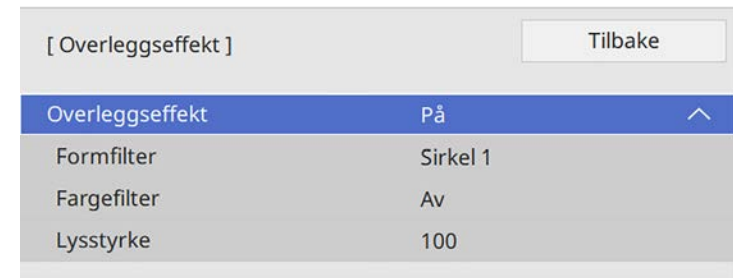 [ Overleggseffekt ] Tilbake
Overleggseffekt På
Formfilter Sirkel 1
Fargefilter Av
Lysstyrke 100